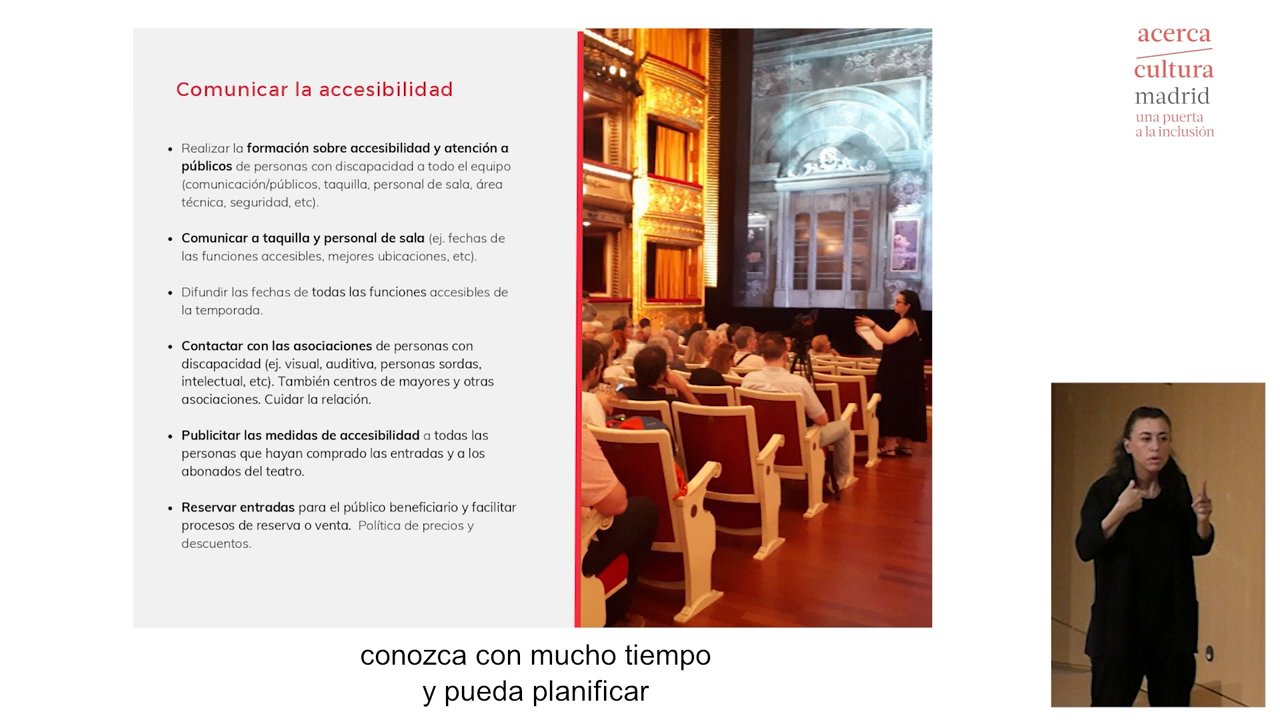 Comunicar la accesibilidad
• Realizar la formación sobre accesibilidad y atención a
públicos de personas con discapacidad a todo el equipo
(comunicación/públicos, taquilla, personal de sala, área
técnica, seguridad, etc).
• Comunicar a taquilla y personal de sala (ej. fechas de
las funciones accesibles, mejores ubicaciones, etc).
• Difundir las fechas de todas las funciones accesibles de
la temporada.
• Contactar con las asociaciones de personas con
discapacidad (ej. visual, auditiva, personas sordas,
intelectual, etc). También centros de mayores y otras
asociaciones. Cuidar la relación.
• Publicitar las medidas de accesibilidad a todas las
personas que hayan comprado las entradas y a los
abonados del teatro.
• Reservar entradas para el público beneficiario y facilitar
procesos de reserva o venta. Política de precios y
descuentos.
acerca
cultura
madrid
una puerta
a la inclusión
conozca con mucho tiempo
y pueda planificar